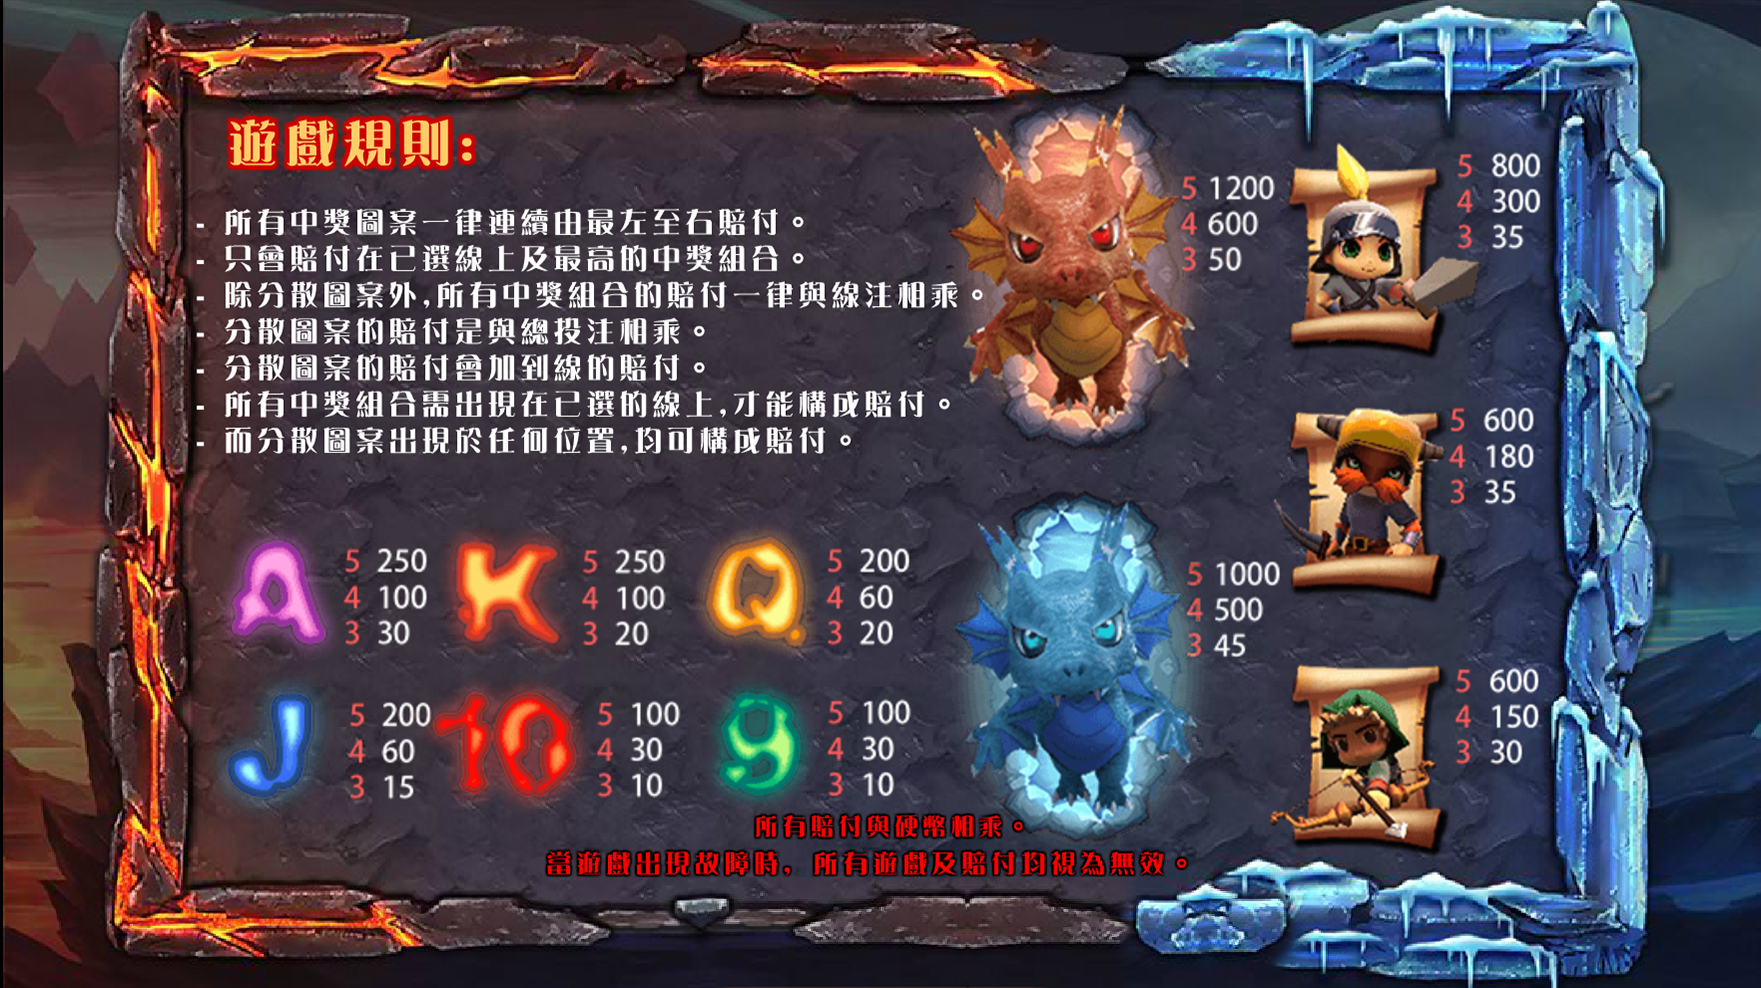 遊戲規則:
- 所有中獎圖案一律連續由最左至右賠付。
- 只會賠付在已選線上及最高的中獎組合。
- 除分散圖案外,所有中獎組合的賠付一律與線注相乘。
- 分散圖案的賠付是與總投注相乘。
- 分散圖案的賠付會加到線的賠付。
- 所有中獎組合需出現在已選的線上,才能構成賠付。
- 而分散圖案出現於任何位置,均可構成賠付。
5 1200
4 600
3 50
5 800
4 300
3 35
5 600
4 180
3 35
A
5 250
4 100
3 30
K
5 250
4 100
3 20
Q
5 200
4 60
3 20
5 1000
4 500
3 45
J
5 200
4 60
3 15
10
5 100
4 30
3 10
9
5 100
4 30
3 10
5 600
4 150
3 30
所有賠付與硬幣相乘。
當遊戲出現故障時, 所有遊戲及賠付均視為無效。